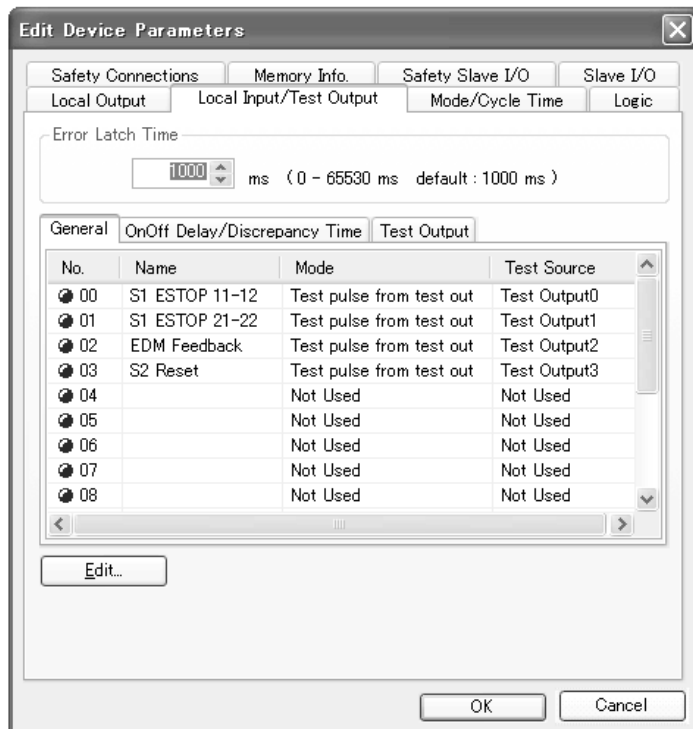 Edit Device Parameters
Safety Connections Memory Info. Safety Slave I/O Slave I/O
Local Output Local Input/Test Output Mode/Cycle Time Logic
Error Latch Time
1000 ms ( 0 - 65530 ms default : 1000 ms )
General OnOff Delay/Discrepancy Time Test Output
No. Name Mode Test Source
00 S1 ESTOP 11-12 Test pulse from test out Test Output0
01 S1 ESTOP 21-22 Test pulse from test out Test Output1
02 EDM Feedback Test pulse from test out Test Output2
03 S2 Reset Test pulse from test out Test Output3
04 Not Used Not Used
05 Not Used Not Used
06 Not Used Not Used
07 Not Used Not Used
08 Not Used Not Used
Edit...
OK Cancel